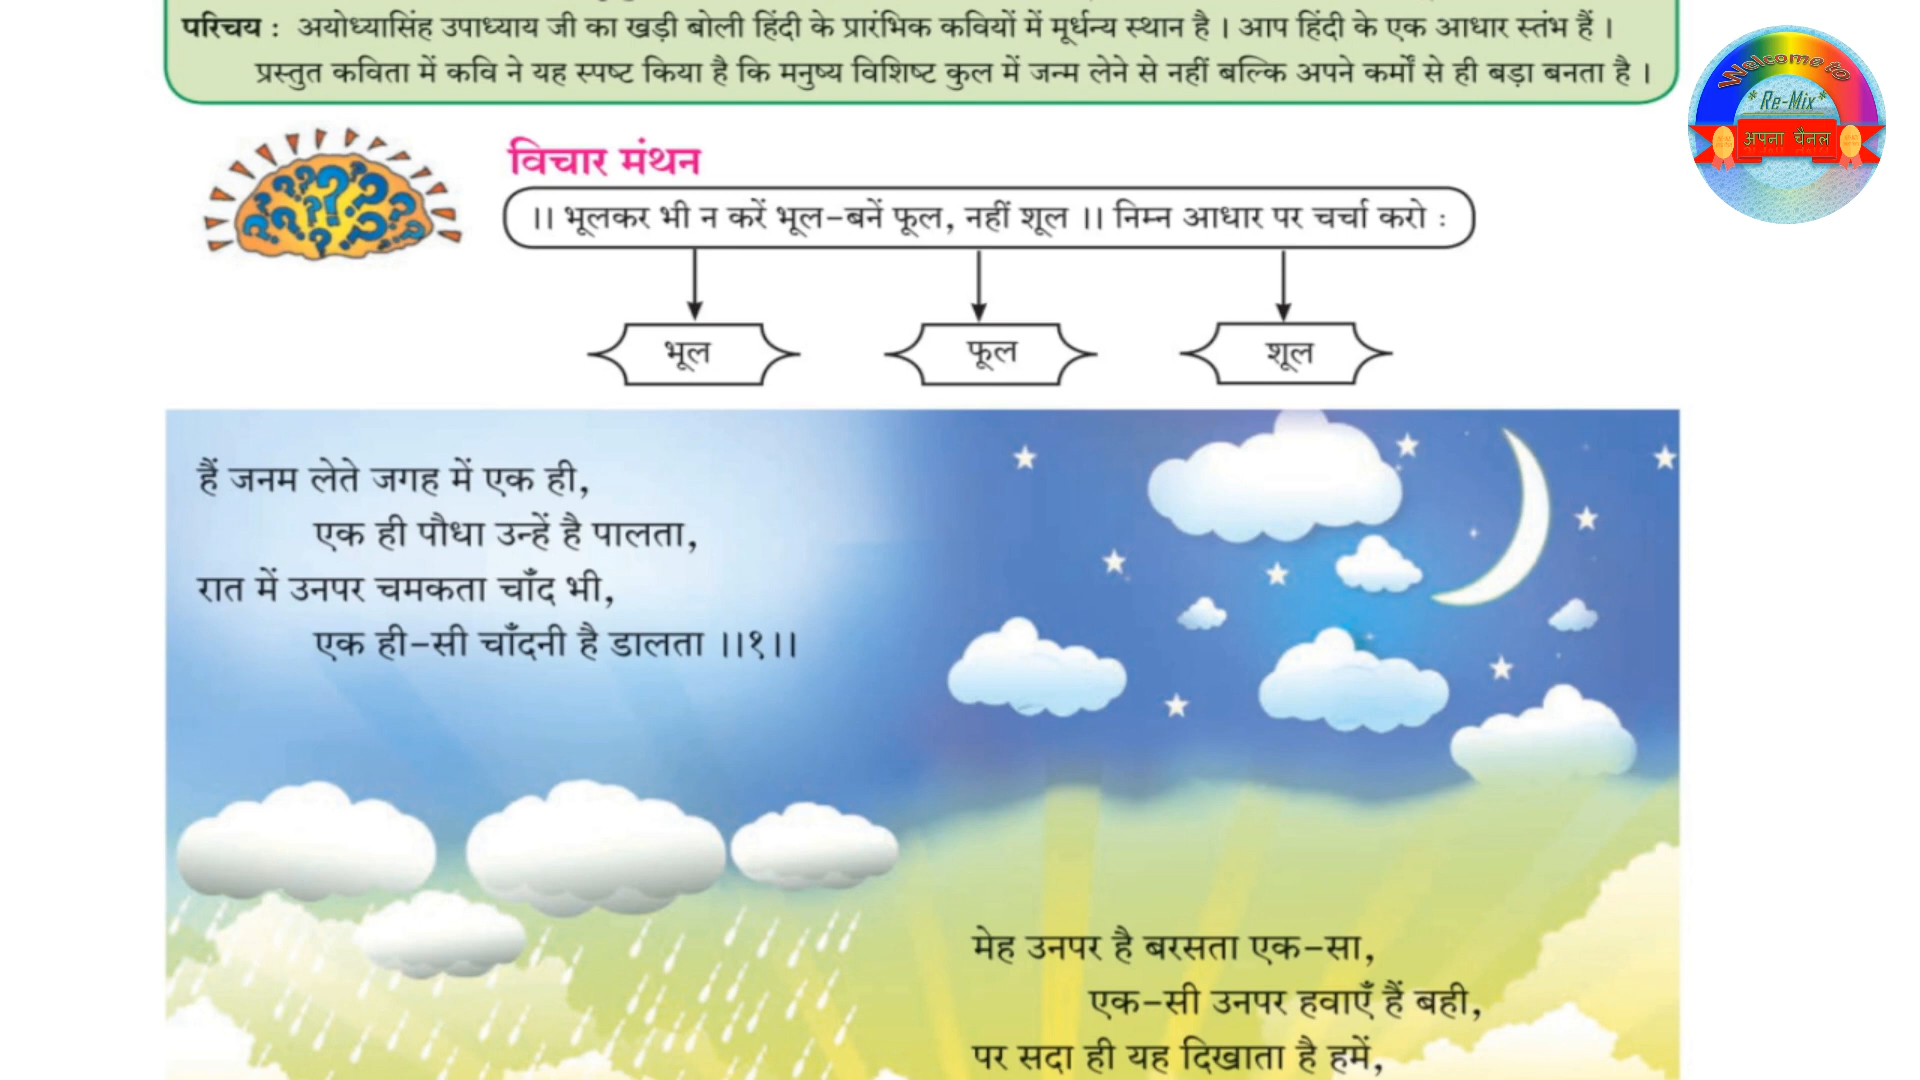 परिचय : अयोध्यासिंह उपाध्याय जी का खड़ी बोली हिंदी के प्रारंभिक कवियों में मूर्धन्य स्थान है । आप हिंदी के एक आधार स्तंभ हैं ।
प्रस्तुत कविता में कवि ने यह स्पष्ट किया है कि मनुष्य विशिष्ट कुल में जन्म लेने से नहीं बल्कि अपने कर्मों से ही बड़ा बनता है ।
Welcome to
*Re-Mix*
अपना चैनल
विचार मंथन
।। भूलकर भी न करें भूल-बनें फूल, नहीं शूल ।। निम्न आधार पर चर्चा करो :
भूल
फूल
शूल
हैं जनम लेते जगह में एक ही,
एक ही पौधा उन्हें है पालता,
रात में उनपर चमकता चाँद भी,
एक ही-सी चाँदनी है डालता ।।१।।
मेह उनपर है बरसता एक-सा,
एक-सी उनपर हवाएँ हैं बही,
पर सदा ही यह दिखाता है हमें,